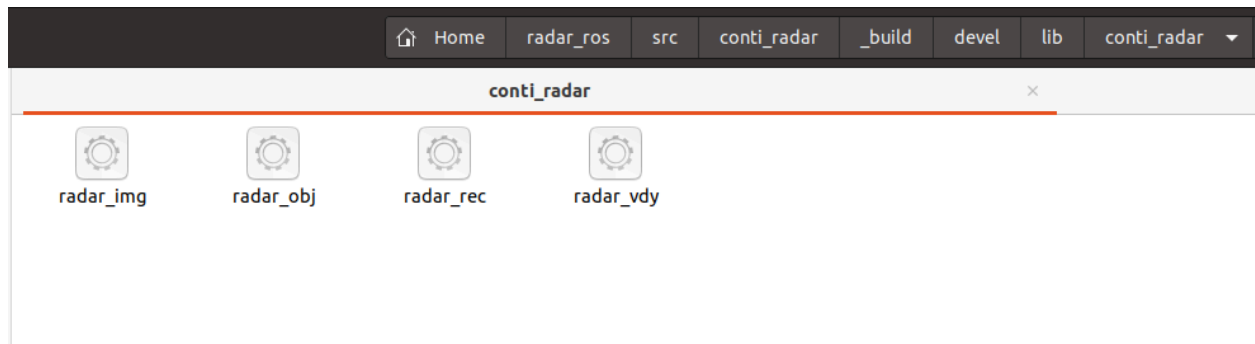 Home radar_ros src conti_radar _build devel lib conti_radar
conti_radar
radar_img radar_obj radar_rec radar_vdy